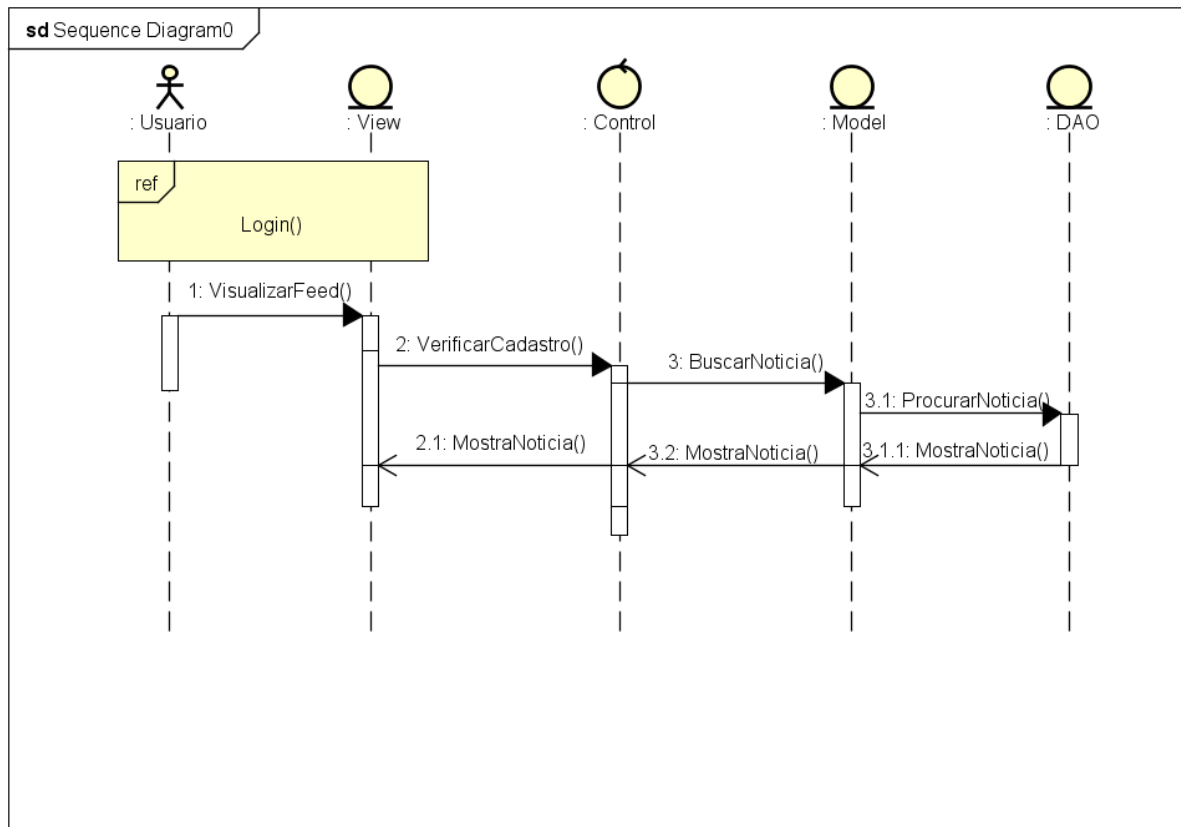 sd Sequence Diagram0
: Usuario
: View
: Control
: Model
: DAO
ref
Login()
1: VisualizarFeed()
2: VerificarCadastro()
3: BuscarNoticia()
3.1: ProcurarNoticia()
2.1: MostraNoticia()
3.2: MostraNoticia()
3.1.1: MostraNoticia()